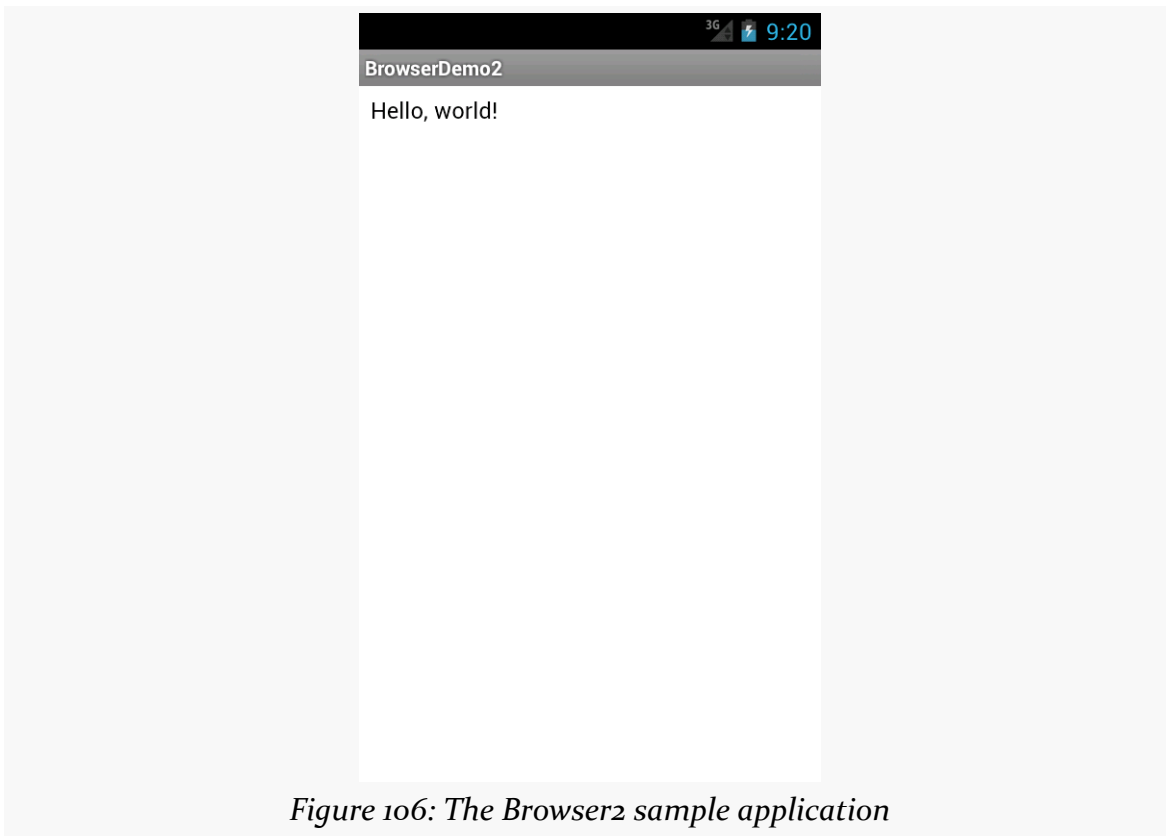 3G 9:20
BrowserDemo2
Hello, world!
Figure 106: The Browser2 sample application